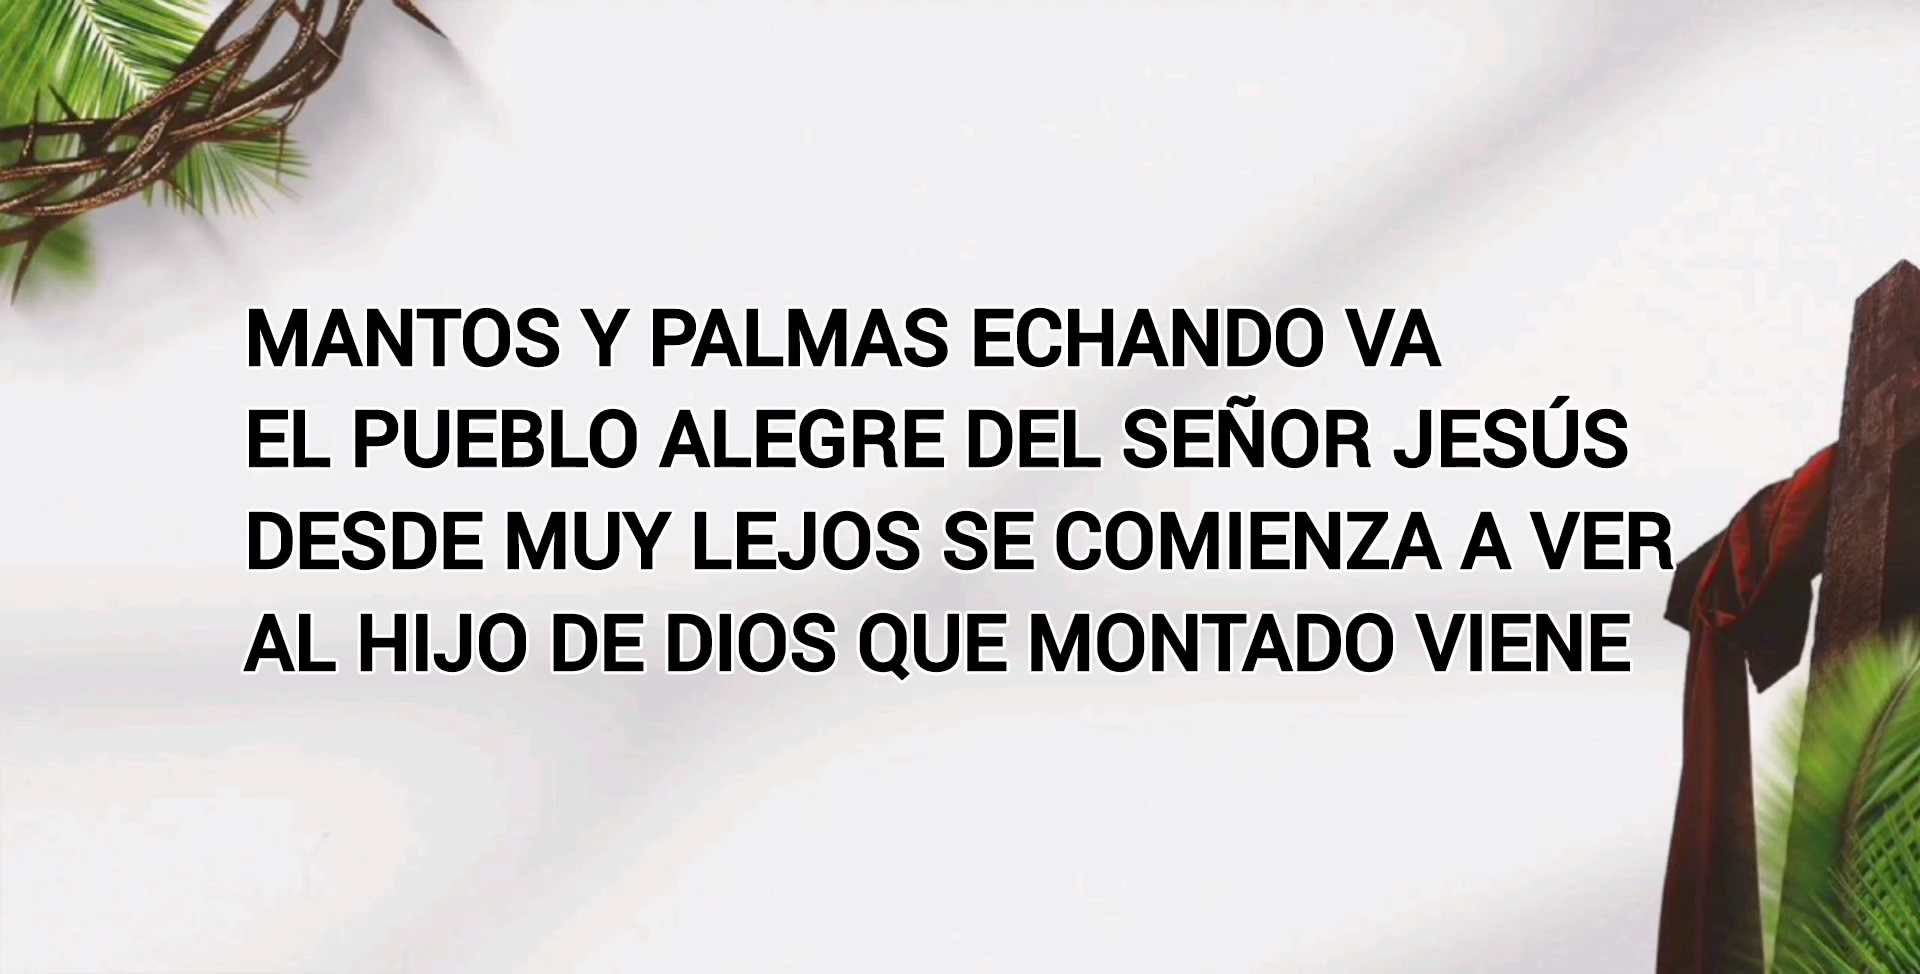 MANTOS Y PALMAS ECHANDO VA
EL PUEBLO ALEGRE DEL SEÑOR JESÚS
DESDE MUY LEJOS SE COMIENZA A VER
AL HIJO DE DIOS QUE MONTADO VIENE